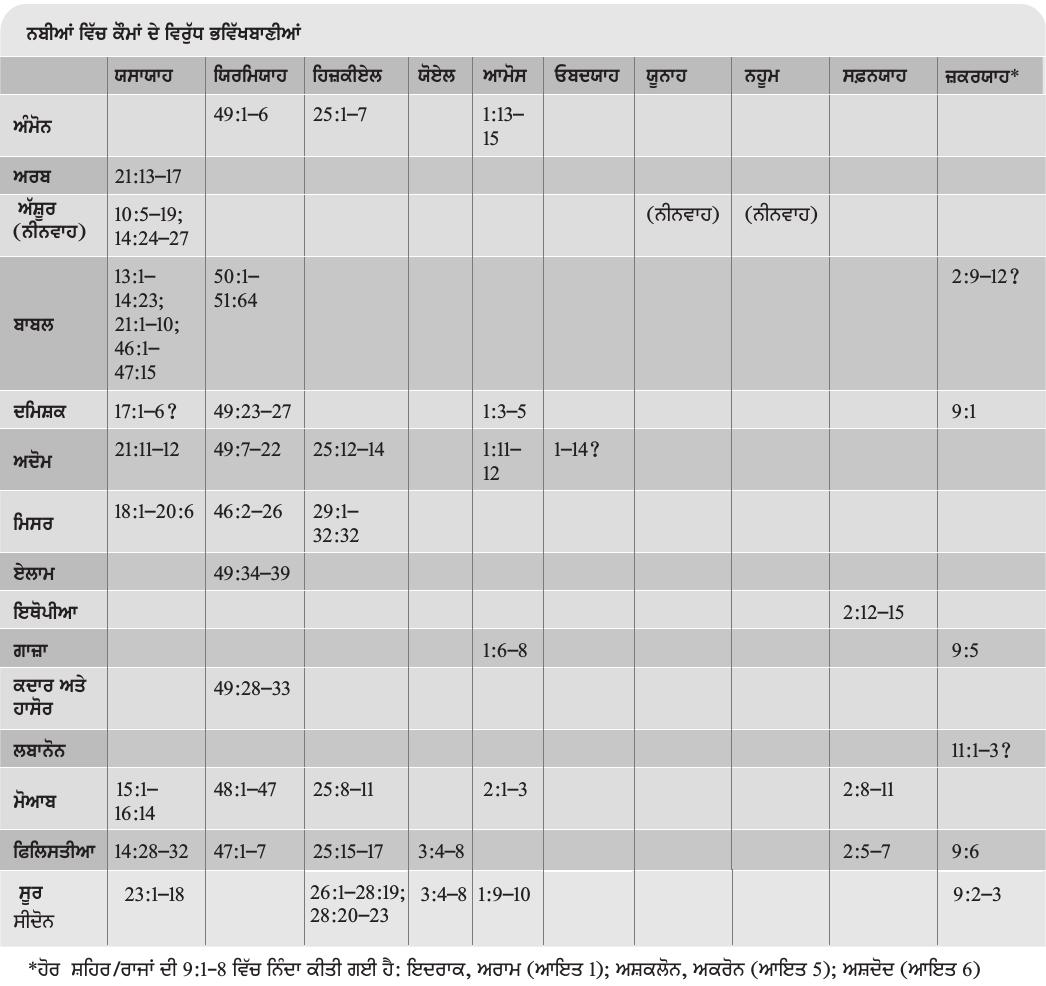 ਨਬੀਆਂ ਵਿੱਚ ਕੌਮਾਂ ਦੇ ਵਿਰੁੱਧ ਭਵਿੱਖਬਾਣੀਆਂ
ਯਸਾਯਾਹ ਯਿਰਮਿਯਾਹ ਹਿਜ਼ਕੀਏਲ ਯੋਏਲ ਆਮੋਸ ਓਬਦਯਾਹ ਯੂਨਾਹ ਨਹੂਮ ਸਫ਼ਨਯਾਹ ਜ਼ਕਰਯਾਹ*
ਅੰਮੋਨ 49:1–6 25:1–7 1:13–
15
ਅਰਬ 21:13–17
ਅੱਸ਼ੂਰ
(ਨੀਨਵਾਹ) 10:5–19; (ਨੀਨਵਾਹ) (ਨੀਨਵਾਹ)
14:24–27
ਬਾਬਲ 13:1– 50:1– 2:9–12?
14:23; 51:64
21:1–10;
46:1–
47:15
ਦਮਿਸ਼ਕ 17:1–6? 49:23–27 1:3–5 9:1
ਅਦੋਮ 21:11–12 49:7–22 25:12–14 1:11– 1–14?
12
ਮਿਸਰ 18:1–20:6 46:2–26 29:1–
32:32
ਏਲਾਮ 49:34–39
ਇਥੋਪੀਆ 2:12–15
ਗਾਜ਼ਾ 1:6–8 9:5
ਕਦਾਰ ਅਤੇ 49:28–33
ਹਾਸੋਰ
ਲਬਾਨੋਨ 11:1–3?
ਮੋਆਬ 15:1– 48:1–47 25:8–11 2:1–3 2:8–11
16:14
ਫਿਲਿਸਤੀਆ 14:28–32 47:1–7 25:15–17 3:4–8 2:5–7 9:6
ਸੂਰ 23:1–18 26:1–28:19; 3:4–8 1:9–10 9:2–3
ਸੀਦੋਨ 28:20–23
*ਹੋਰ ਸ਼ਹਿਰ/ਰਾਜਾਂ ਦੀ 9:1–8 ਵਿੱਚ ਨਿੰਦਾ ਕੀਤੀ ਗਈ ਹੈ: ਇਦਰਾਕ, ਅਰਾਮ (ਆਇਤ 1); ਅਸ਼ਕਲੋਨ, ਅਕਰੋਨ (ਆਇਤ 5); ਅਸ਼ਦੋਦ (ਆਇਤ 6)